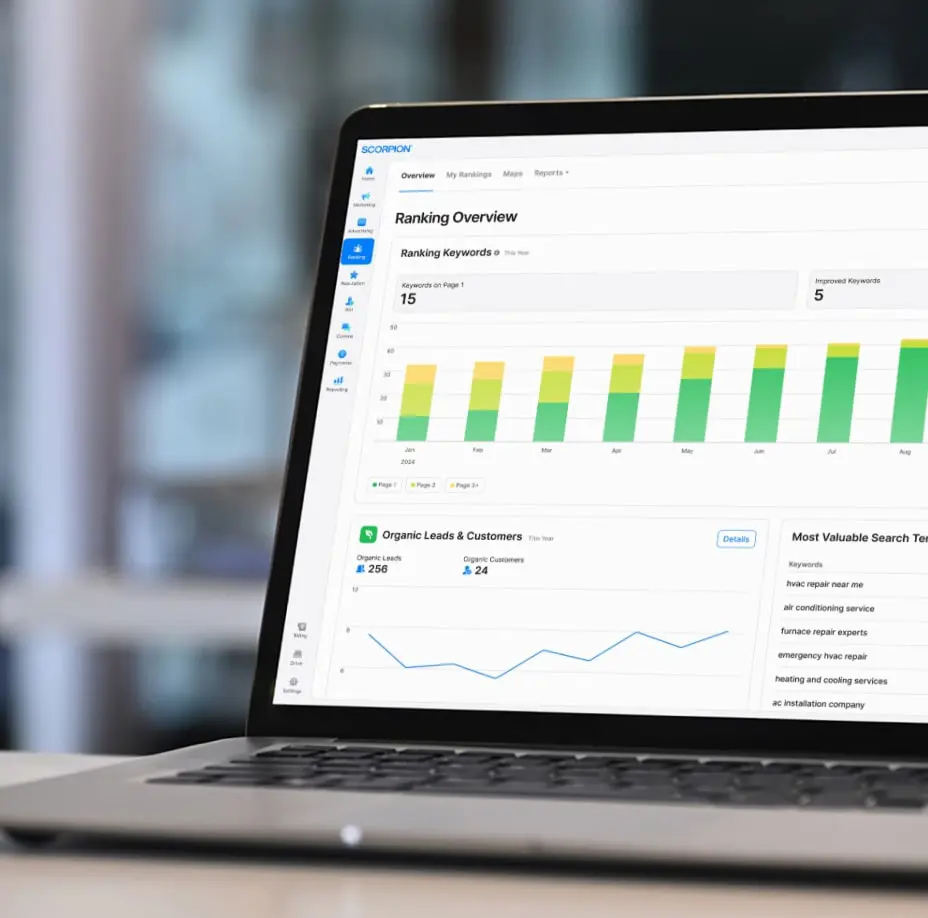 SCORPION
Overview My Rankings Maps Reports
Home
Marketing
Advertising
Ranking
Reputation
Comms
Payments
Reporting
Ranking Overview
Ranking Keywords This Year
Keywords on Page 1
15
Improved Keywords
5
50
40
30
20
10
Jan Feb Mar Apr May Jun Jul Aug
2024
Page 1 Page 2 Page 3+
Organic Leads & Customers This Year Details
Organic Leads Organic Customers
256 24
12
9
6
Most Valuable Search Ter
Keywords
hvac repair near me
air conditioning service
furnace repair experts
emergency hvac repair
heating and cooling services
ac installation company
Drive
Settings